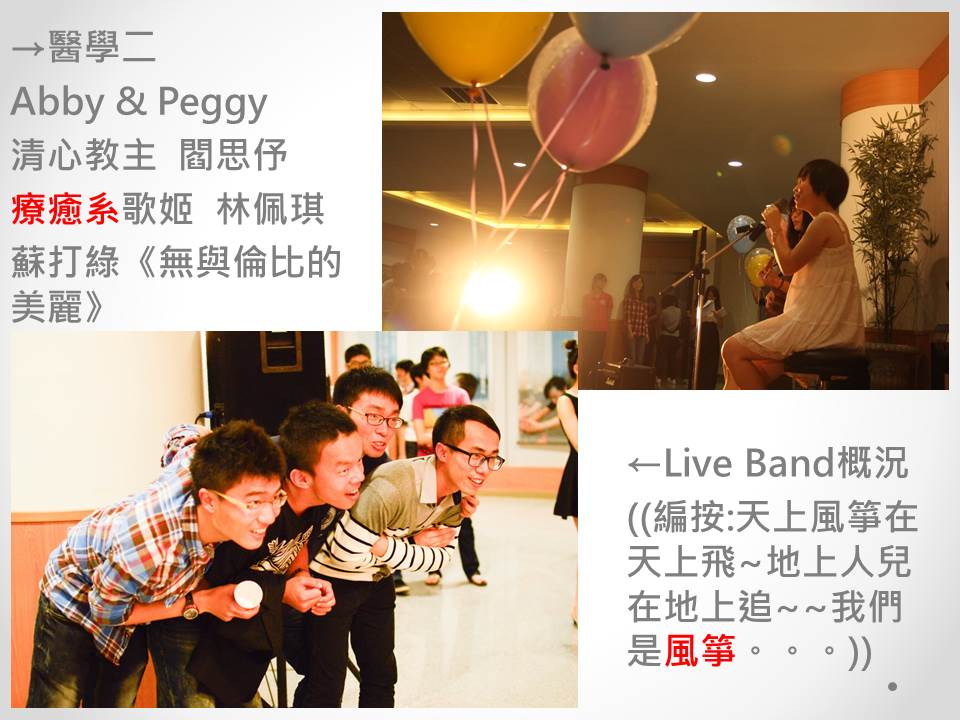 →醫學二
Abby & Peggy
清心教主 閻思伃
療癒系歌姬 林佩琪
蘇打綠《無與倫比的
美麗》
←Live Band概況
((編按:天上風箏在
天上飛~地上人兒
在地上追~~我們
是風箏。。。))